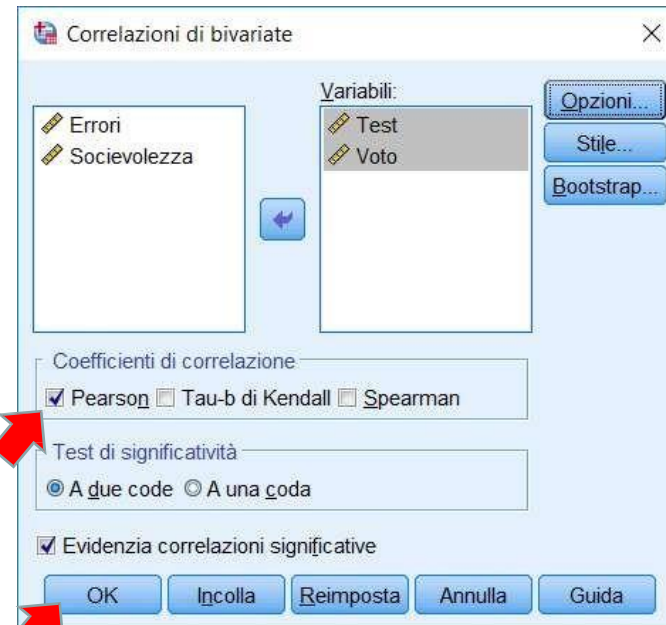 Correlazioni di bivariate
Variabili:
Errori
Socievolezza
Test
Voto
Opzioni...
Stile...
Bootstrap...
Coefficienti di correlazione
Pearson Tau-b di Kendall Spearman
Test di significatività
A due code A una coda
Evidenzia correlazioni significative
OK Incolla Reimposta Annulla Guida